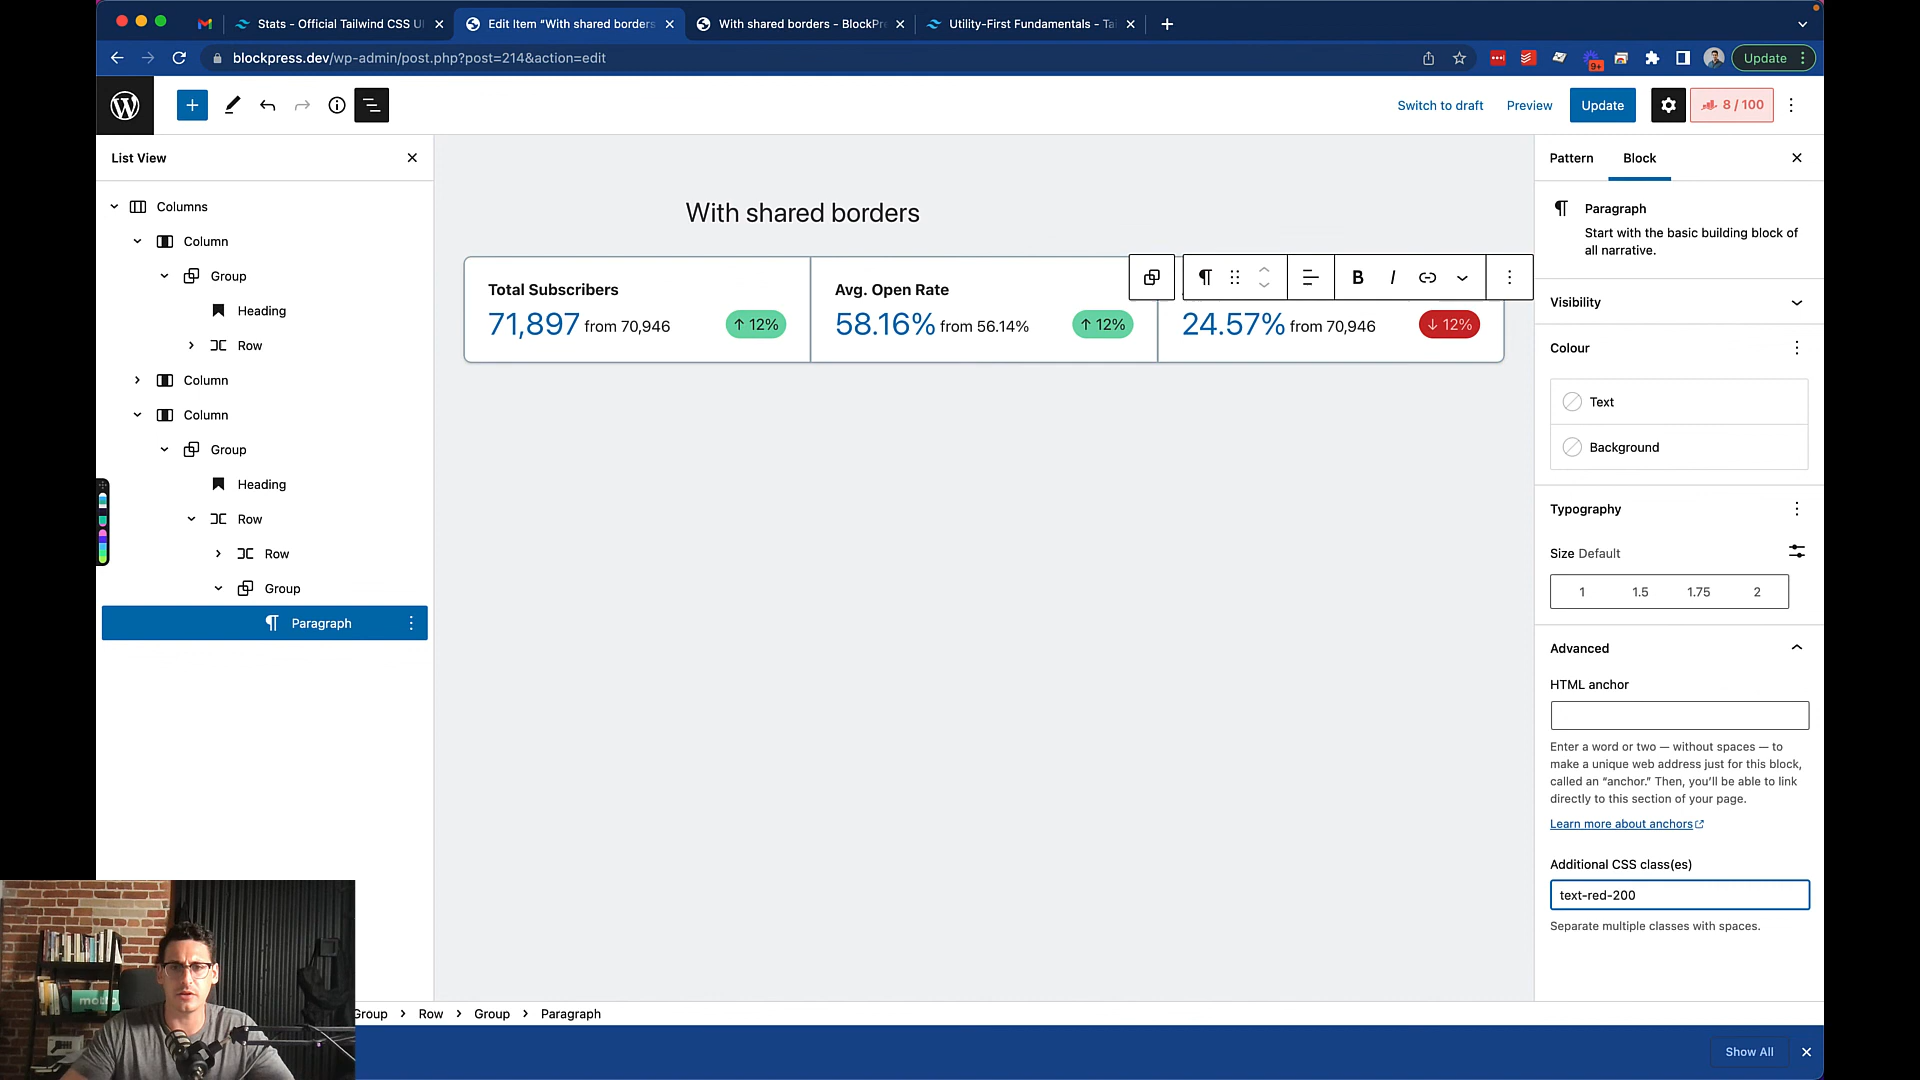 Stats - Official Tailwind CSS UI
Edit Item "With shared borders
With shared borders - BlockPr
Utility-First Fundamentals - Tai
blockpress.dev/wp-admin/post.php?post=214&action=edit
9+
Update
Switch to draft
Preview
Update
8 / 100
List View
Columns
Column
Group
Heading
Row
Column
Column
Group
Heading
Row
Row
Group
Paragraph
With shared borders
Total Subscribers
71,897 from 70,946
↑ 12%
Avg. Open Rate
58.16% from 56.14%
↑ 12%
24.57% from 70,946
↓ 12%
B
I
Pattern
Block
Paragraph
Start with the basic building block of
all narrative.
Visibility
Colour
Text
Background
Typography
Size Default
1
1.5
1.75
2
Advanced
HTML anchor
Enter a word or two — without spaces — to
make a unique web address just for this block,
called an "anchor." Then, you'll be able to link
directly to this section of your page.
Learn more about anchors
Additional CSS class(es)
text-red-200
Separate multiple classes with spaces.
Group
Row
Group
Paragraph
Show All